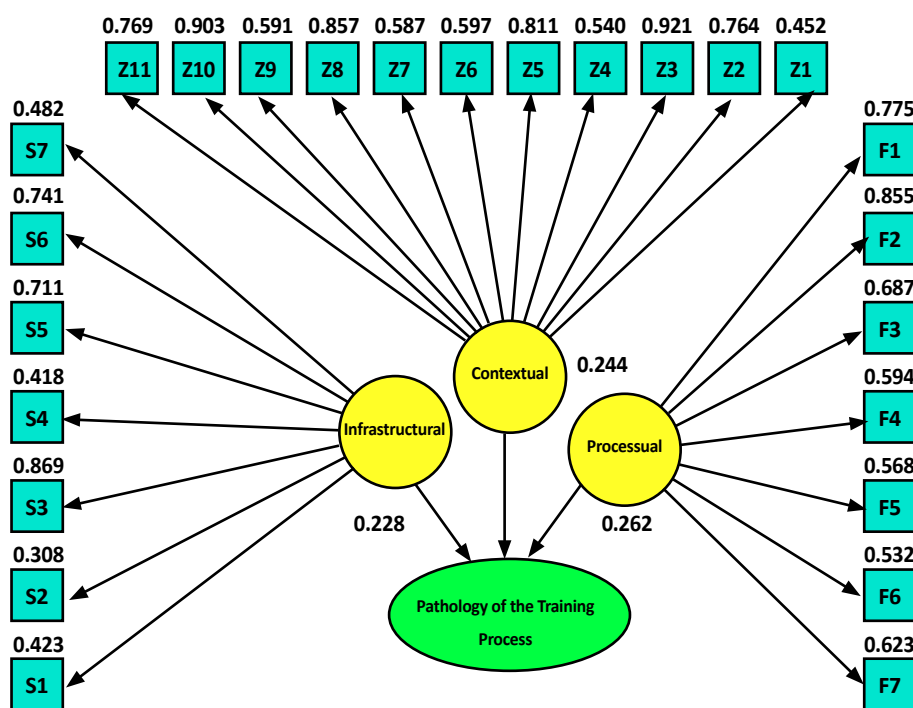 0.769 0.903 0.591 0.857 0.587 0.597 0.811 0.540 0.921 0.764 0.452
Z11 Z10 Z9 Z8 Z7 Z6 Z5 Z4 Z3 Z2 Z1
0.482
S7
0.741
S6
0.711
S5
0.418
S4
0.869
S3
0.308
S2
0.423
S1
Contextual
0.244
Infrastructural
0.228
Processual
0.262
Pathology of the Training
Process
0.775
F1
0.855
F2
0.687
F3
0.594
F4
0.568
F5
0.532
F6
0.623
F7